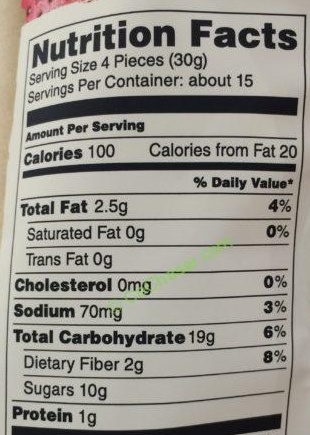 Nutrition Facts
Serving Size 4 Pieces (30g)
Servings Per Container: about 15
Amount Per Serving
Calories 100 Calories from Fat 20
% Daily Value*
Total Fat 2.5g 4%
Saturated Fat 0g 0%
Trans Fat 0g
Cholesterol 0mg 0%
Sodium 70mg 3%
Total Carbohydrate 19g 6%
Dietary Fiber 2g 8%
Sugars 10g
Protein 1g